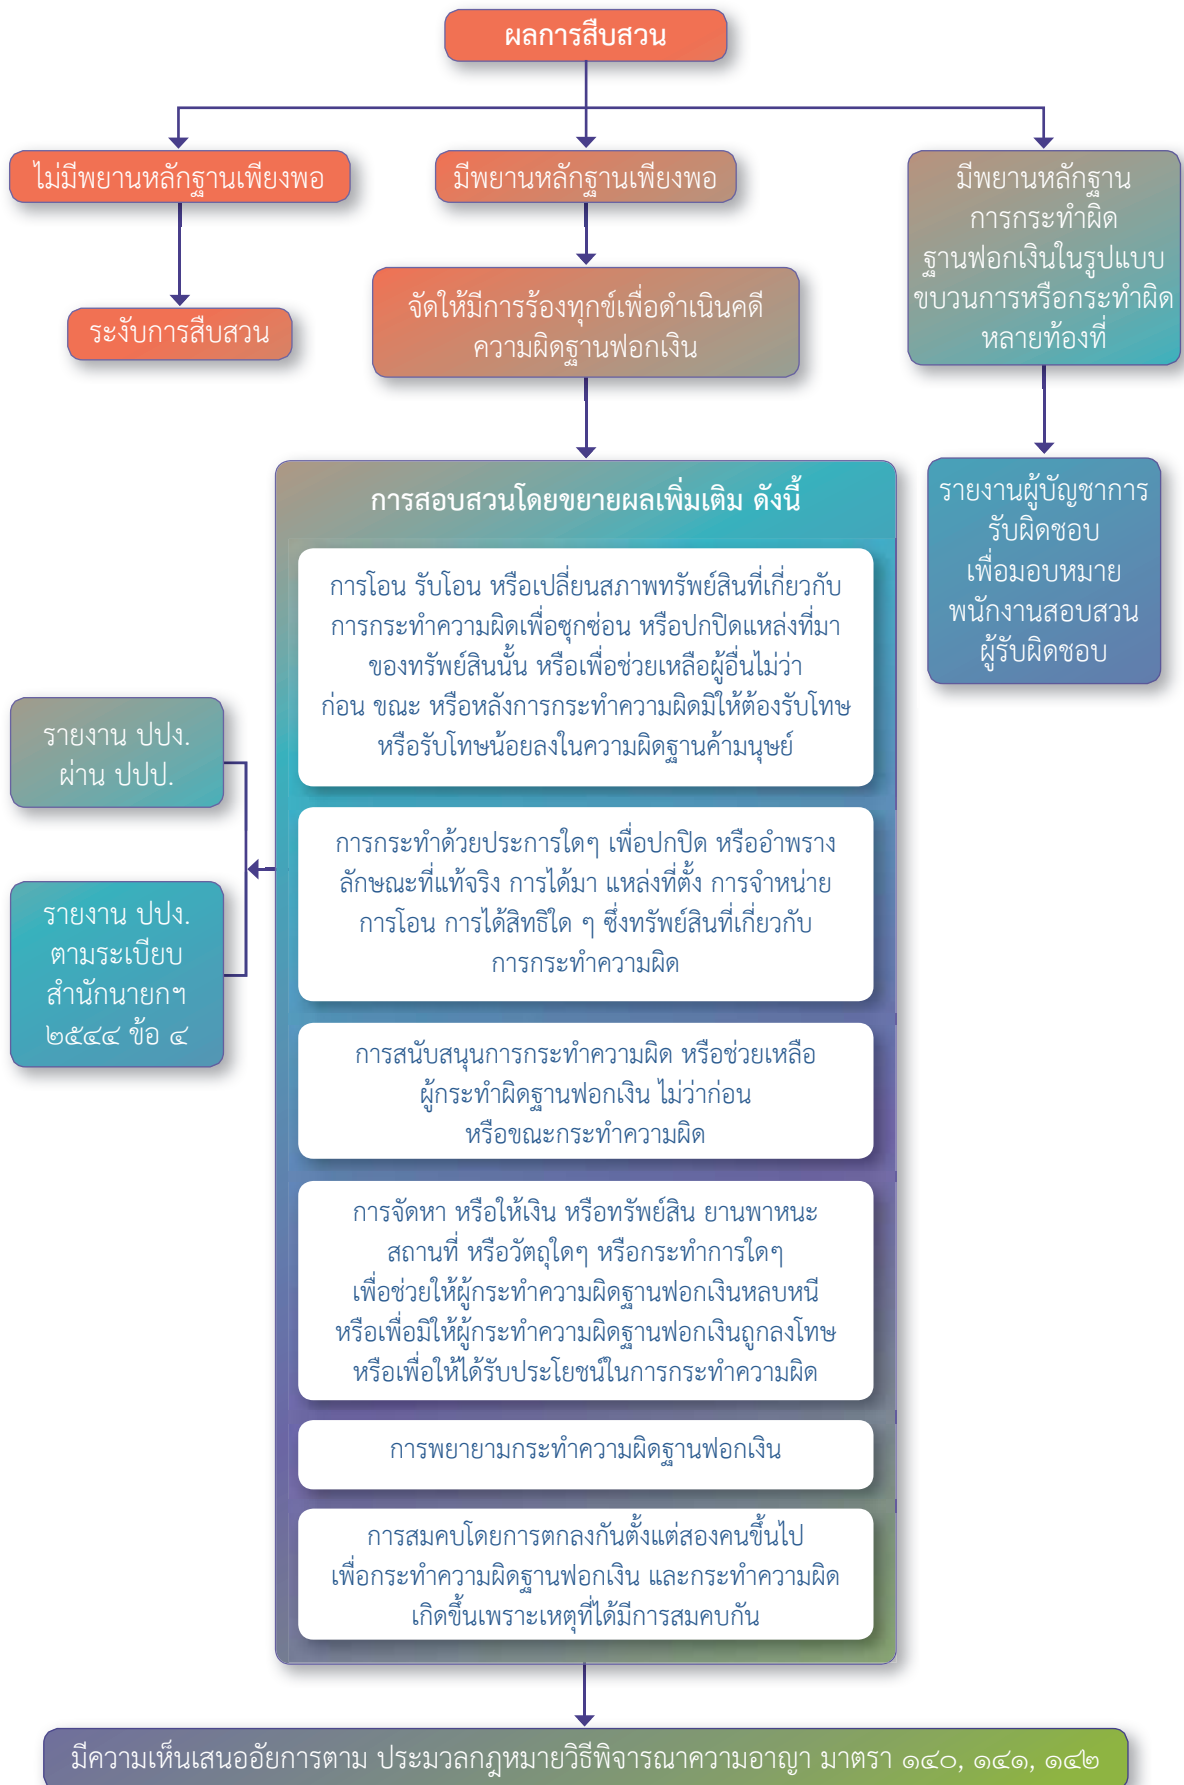 ผลการสืบสวน
ไม่มีพยานหลักฐานเพียงพอ
ระงับการสืบสวน
มีพยานหลักฐานเพียงพอ
จัดให้มีการร้องทุกข์เพื่อดำเนินคดี
ความผิดฐานฟอกเงิน
มีพยานหลักฐาน
การกระทำผิด
ฐานฟอกเงินในรูปแบบ
ขบวนการหรือกระทำผิด
หลายท้องที่
รายงานผู้บัญชาการ
รับผิดชอบ
เพื่อมอบหมาย
พนักงานสอบสวน
ผู้รับผิดชอบ
การสอบสวนโดยขยายผลเพิ่มเติม ดังนี้
การโอน รับโอน หรือเปลี่ยนสภาพทรัพย์สินที่เกี่ยวกับ
การกระทำความผิดเพื่อซุกซ่อน หรือปกปิดแหล่งที่มา
ของทรัพย์สินนั้น หรือเพื่อช่วยเหลือผู้อื่นไม่ว่า
ก่อน ขณะ หรือหลังการกระทำความผิดมิให้ต้องรับโทษ
หรือรับโทษน้อยลงในความผิดฐานค้ามนุษย์
การกระทำด้วยประการใดๆ เพื่อปกปิด หรืออำพราง
ลักษณะที่แท้จริง การได้มา แหล่งที่ตั้ง การจำหน่าย
การโอน การได้สิทธิใด ๆ ซึ่งทรัพย์สินที่เกี่ยวกับ
การกระทำความผิด
การสนับสนุนการกระทำความผิด หรือช่วยเหลือ
ผู้กระทำผิดฐานฟอกเงิน ไม่ว่าก่อน
หรือขณะกระทำความผิด
การจัดหา หรือให้เงิน หรือทรัพย์สิน ยานพาหนะ
สถานที่ หรือวัตถุใดๆ หรือกระทำการใดๆ
เพื่อช่วยให้ผู้กระทำความผิดฐานฟอกเงินหลบหนี
หรือเพื่อมิให้ผู้กระทำความผิดฐานฟอกเงินถูกลงโทษ
หรือเพื่อให้ได้รับประโยชน์ในการกระทำความผิด
การพยายามกระทำความผิดฐานฟอกเงิน
การสมคบโดยการตกลงกันตั้งแต่สองคนขึ้นไป
เพื่อกระทำความผิดฐานฟอกเงิน และกระทำความผิด
เกิดขึ้นเพราะเหตุที่ได้มีการสมคบกัน
รายงาน ปปง.
ผ่าน ปปป.
รายงาน ปปง.
ตามระเบียบ
สำนักนายกฯ
๒๕๔๔ ข้อ ๔
มีความเห็นเสนออัยการตาม ประมวลกฎหมายวิธีพิจารณาความอาญา มาตรา ๑๔๐, ๑๔๑, ๑๔๒